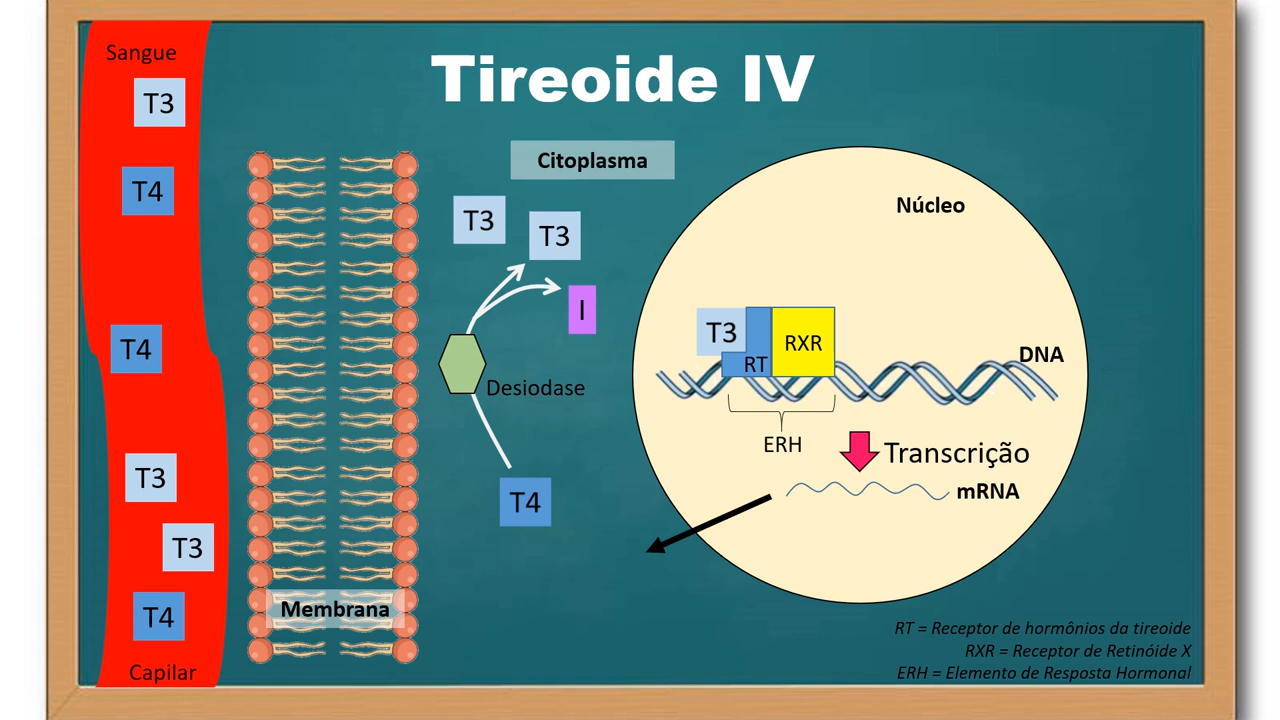 Tireoide IV
Sangue
T3
T4
T4
T3
T3
T4
Capilar
Membrana
Citoplasma
T3
T3
I
Desiodase
T4
Núcleo
T3
RT
RXR
DNA
ERH
Transcrição
mRNA
RT = Receptor de hormônios da tireoide
RXR = Receptor de Retinóide X
ERH = Elemento de Resposta Hormonal